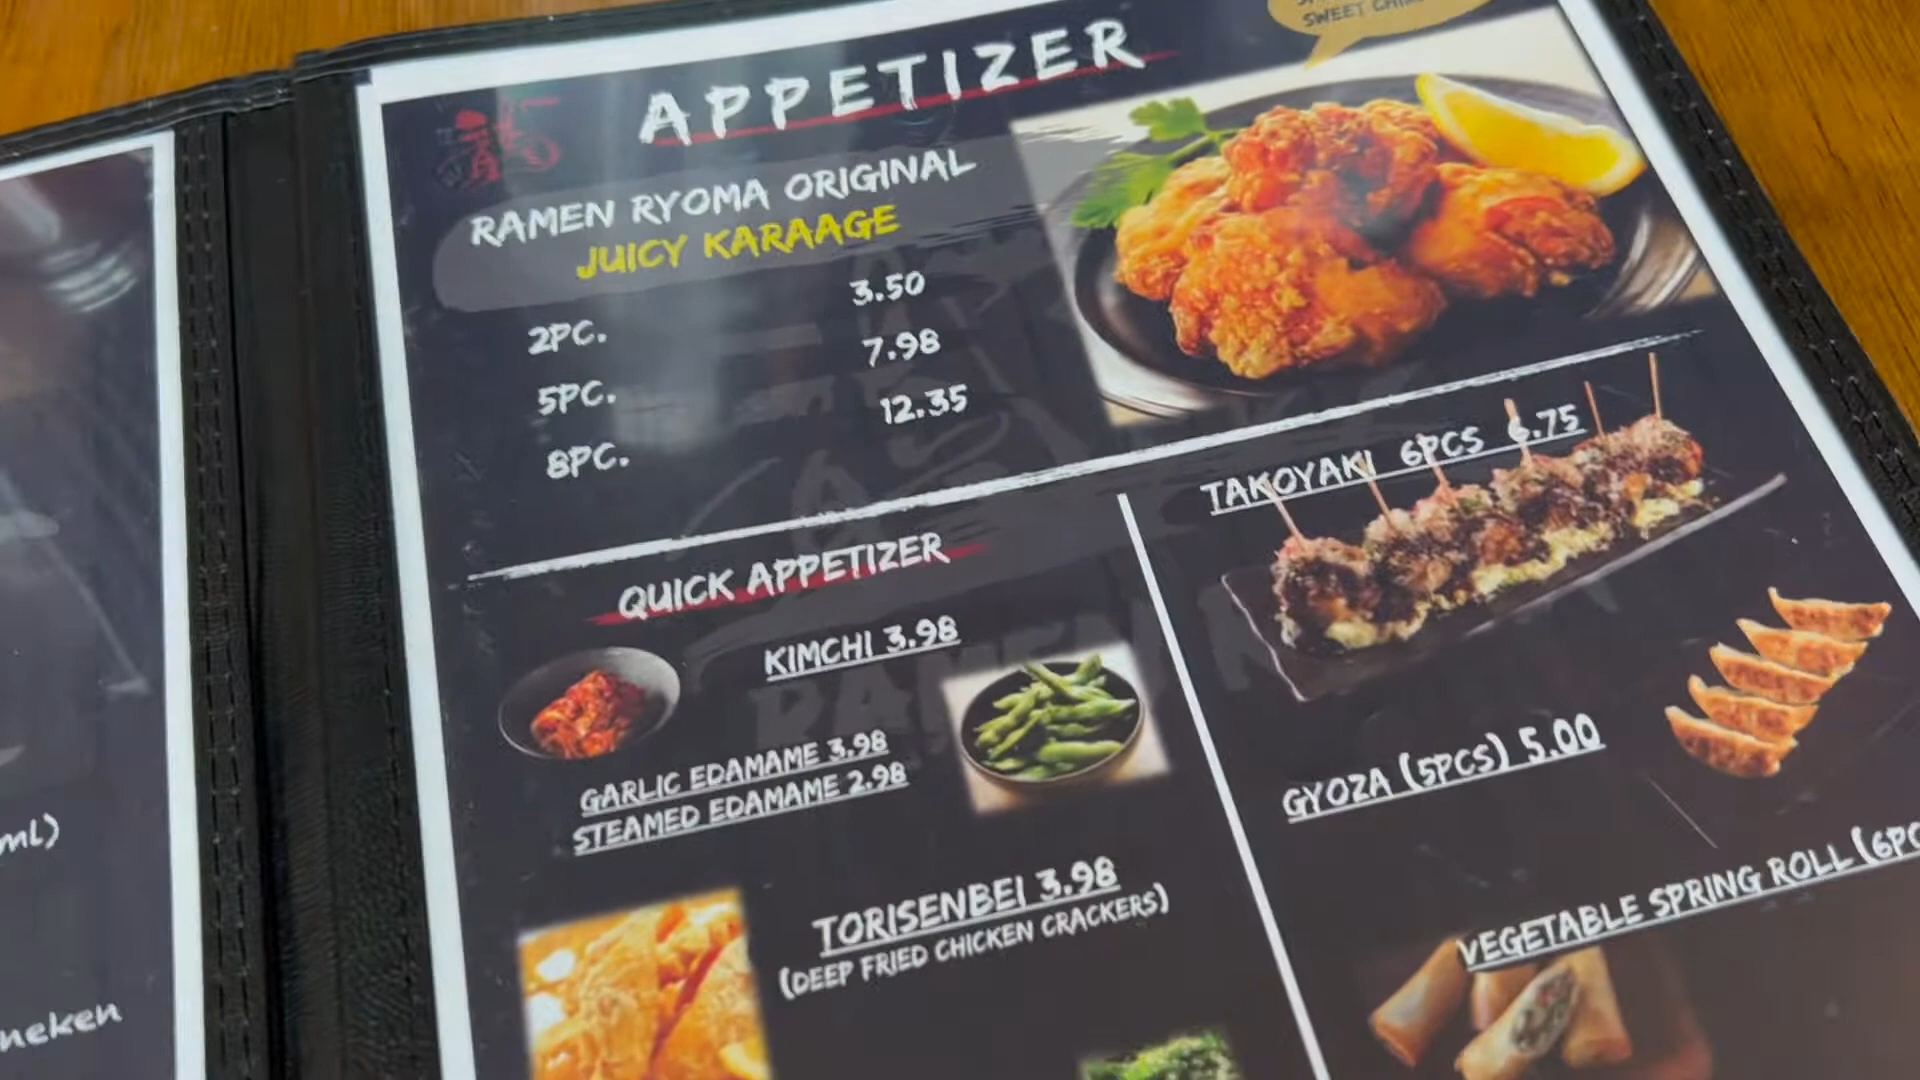 SWEET
APPETIZER
RAMEN RYOMA ORIGINAL
JUICY KARAAGE
2PC. 3.50
5PC. 7.98
8PC. 12.35
QUICK APPETIZER
KIMCHI 3.98
GARLIC EDAMAME 3.98
STEAMED EDAMAME 2.98
TORISENBEI 3.98
(DEEP FRIED CHICKEN CRACKERS)
TAKOYAKI 6PCS 6.75
GYOZA (5PCS) 5.00
VEGETABLE SPRING ROLL (6PC
ml)
neken